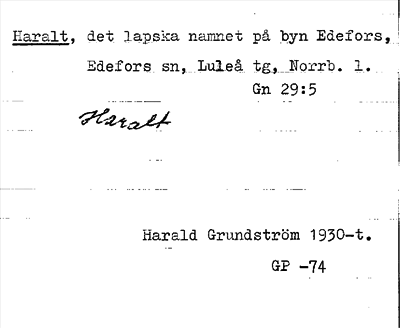 Haralt, det lapska namnet på byn Edefors,
Edefors sn, Luleå tg, Norrb. l.
Gn 29:5
Haralt
Harald Grundström 1930-t.
GP -74